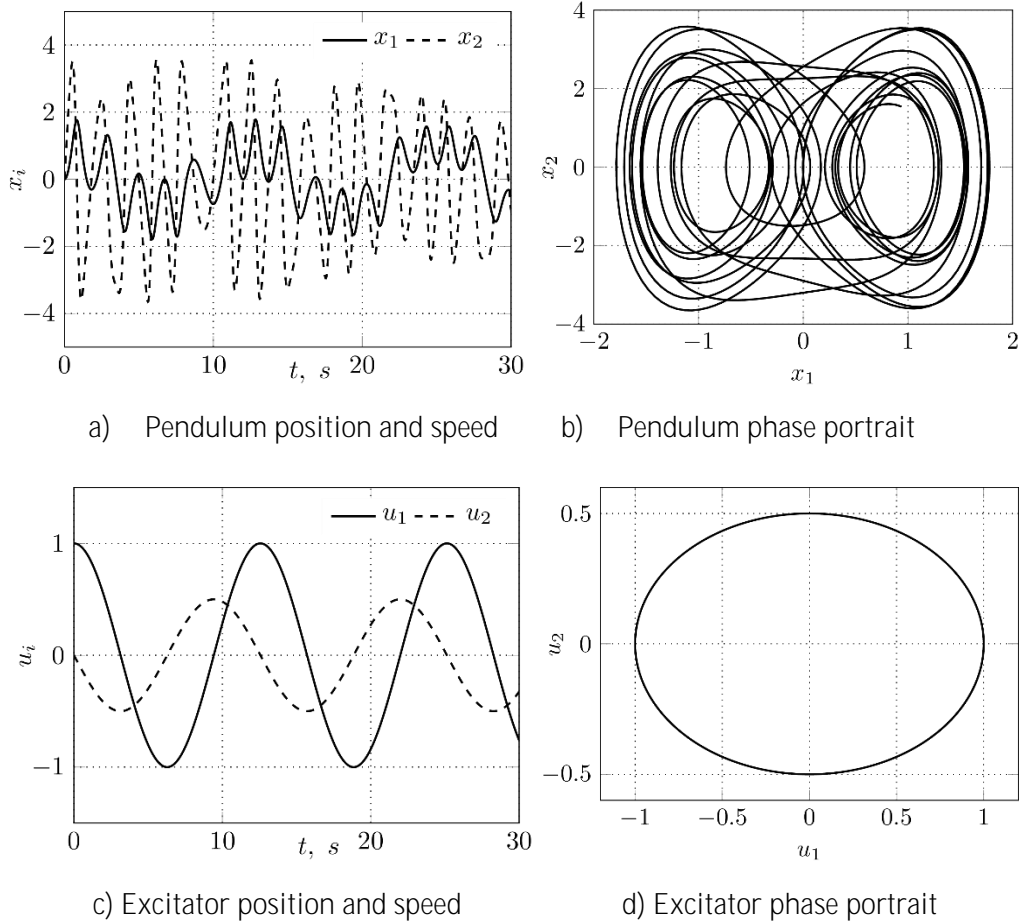 4
2
0
−2
−4
x₁ x₂
xᵢ
0 10 20 30
t, s
4
2
0
−2
−4
x₂
−2 −1 0 1 2
x₁
a) Pendulum position and speed
b) Pendulum phase portrait
1
0
−1
u₁ u₂
uᵢ
0 10 20 30
t, s
0.5
0
−0.5
u₂
−1 −0.5 0 0.5 1
u₁
c) Excitator position and speed
d) Excitator phase portrait